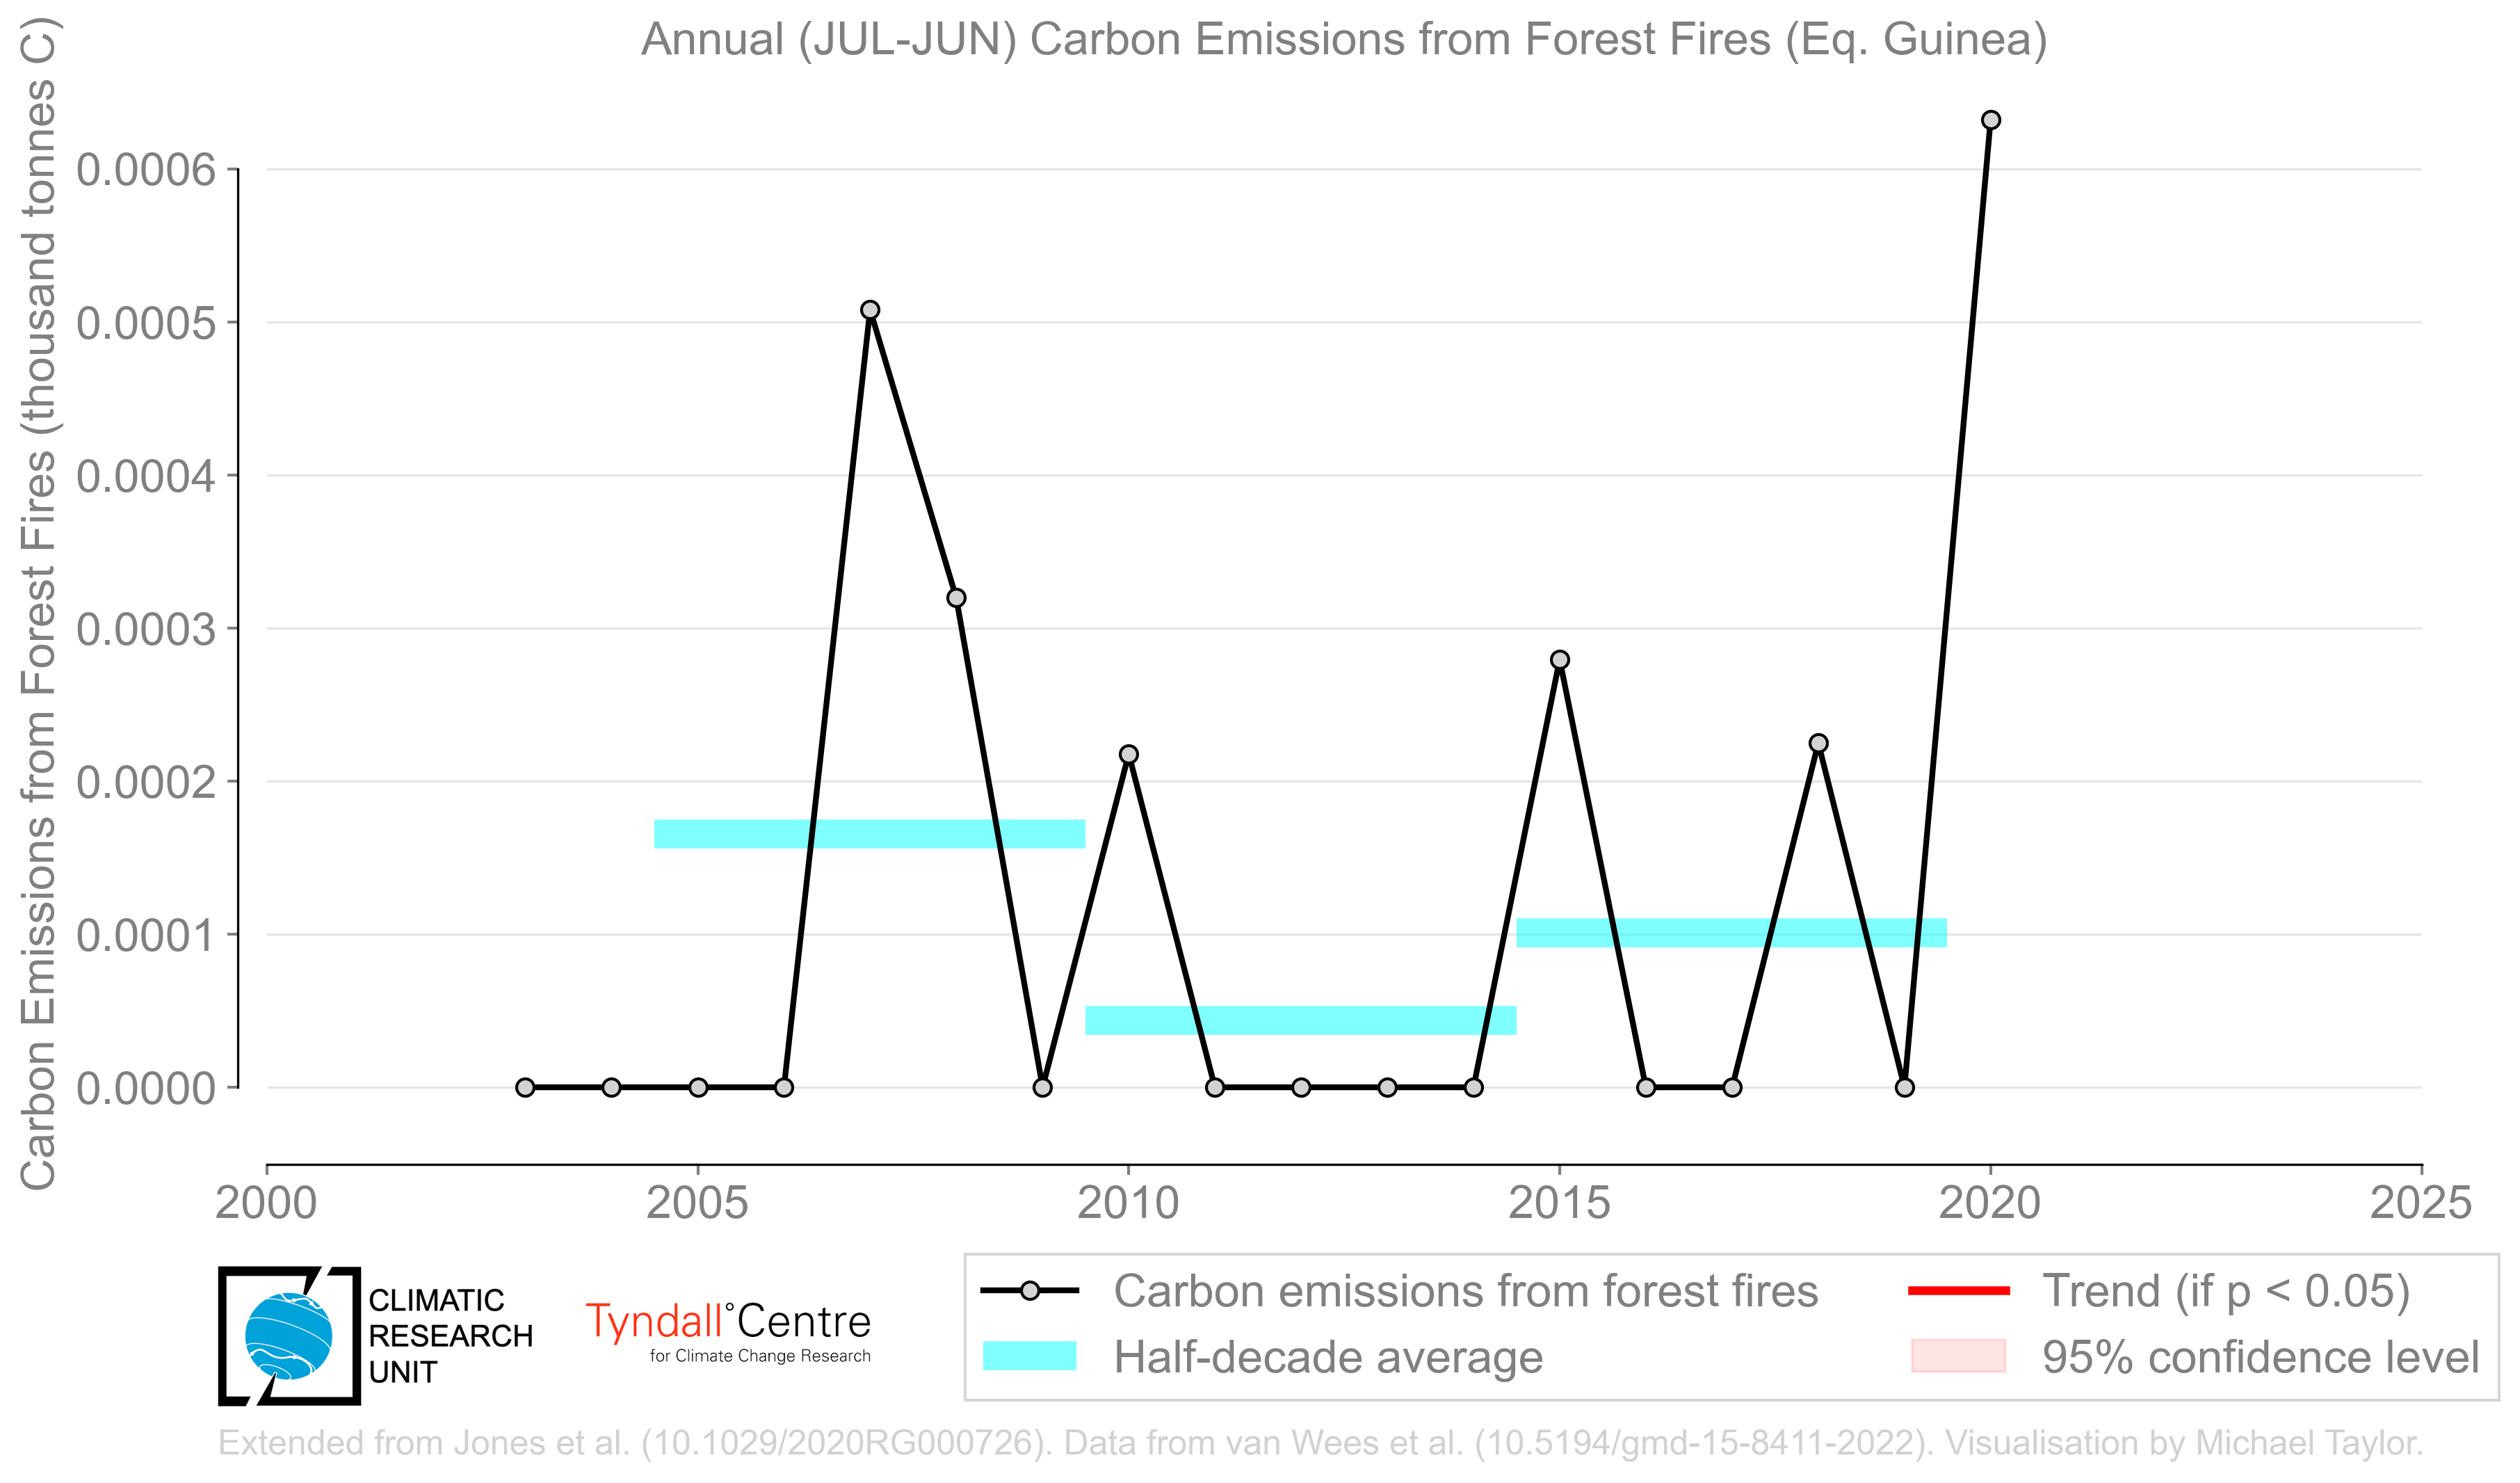 Annual (JUL-JUN) Carbon Emissions from Forest Fires (Eq. Guinea)
Carbon Emissions from Forest Fires (thousand tonnes C)
0.0006
0.0005
0.0004
0.0003
0.0002
0.0001
0.0000
2000 2005 2010 2015 2020 2025
CLIMATIC
RESEARCH
UNIT
Tyndall°Centre
for Climate Change Research
Carbon emissions from forest fires
Half-decade average
Trend (if p < 0.05)
95% confidence level
Extended from Jones et al. (10.1029/2020RG000726). Data from van Wees et al. (10.5194/gmd-15-8411-2022). Visualisation by Michael Taylor.